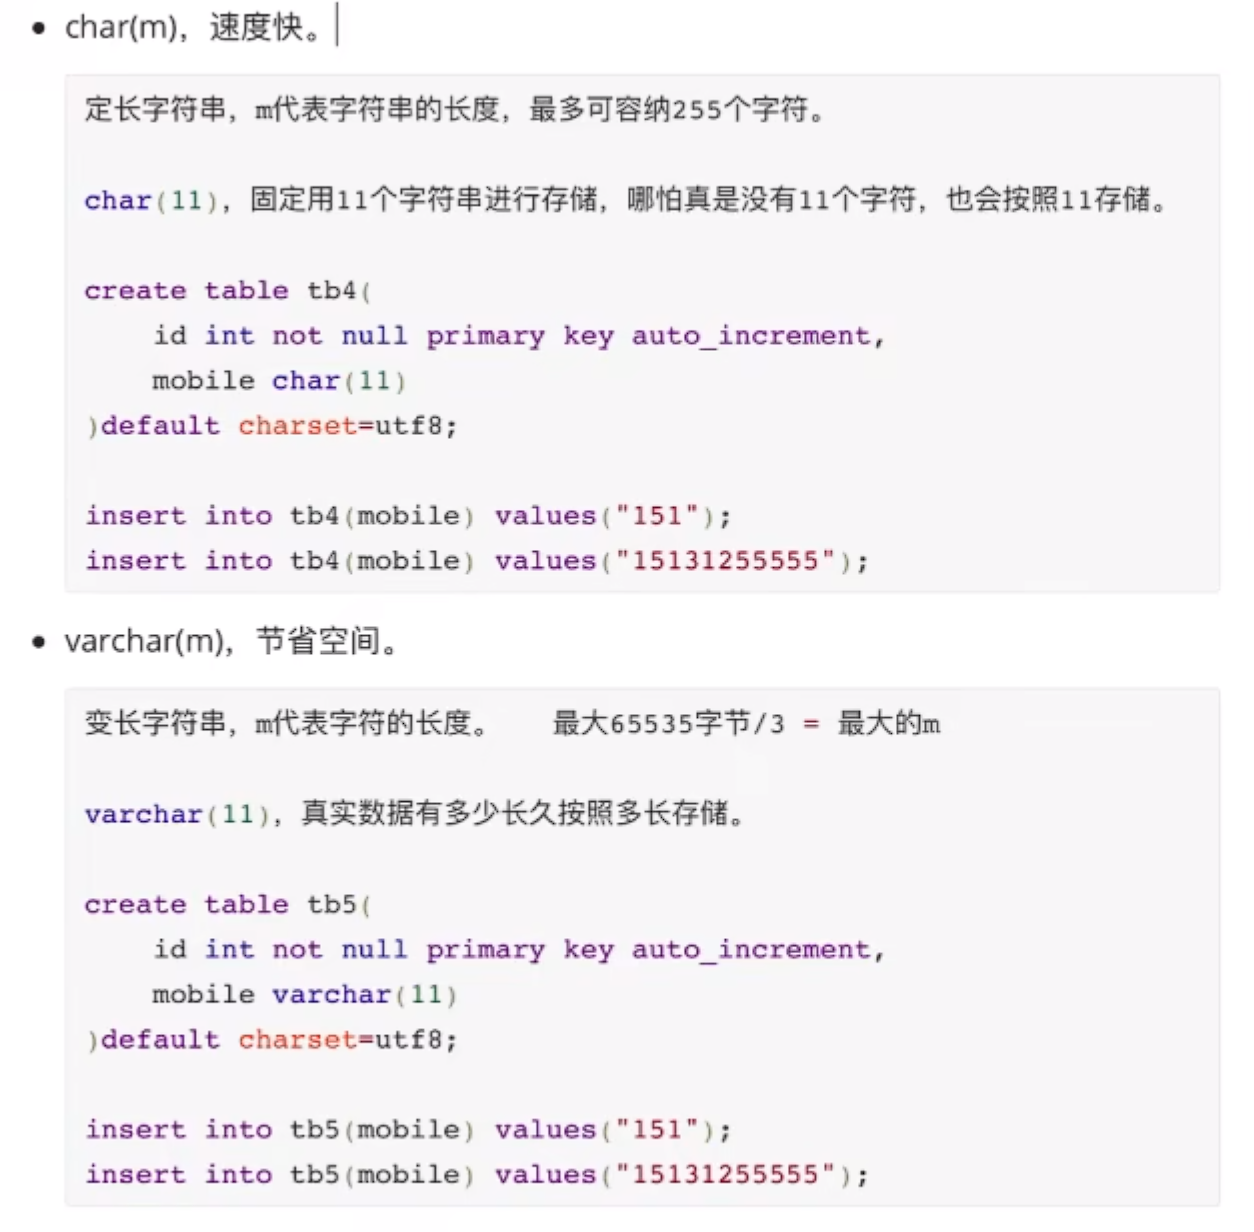 char(m)，速度快。
定长字符串，m代表字符串的长度，最多可容纳255个字符。
char(11)，固定用11个字符串进行存储，哪怕真是没有11个字符，也会按照11存储。
create table tb4(
    id int not null primary key auto_increment,
    mobile char(11)
)default charset=utf8;
insert into tb4(mobile) values("151");
insert into tb4(mobile) values("15131255555");
varchar(m)，节省空间。
变长字符串，m代表字符的长度。    最大65535字节/3 = 最大的m
varchar(11)，真实数据有多少长久按照多长存储。
create table tb5(
    id int not null primary key auto_increment,
    mobile varchar(11)
)default charset=utf8;
insert into tb5(mobile) values("151");
insert into tb5(mobile) values("15131255555");